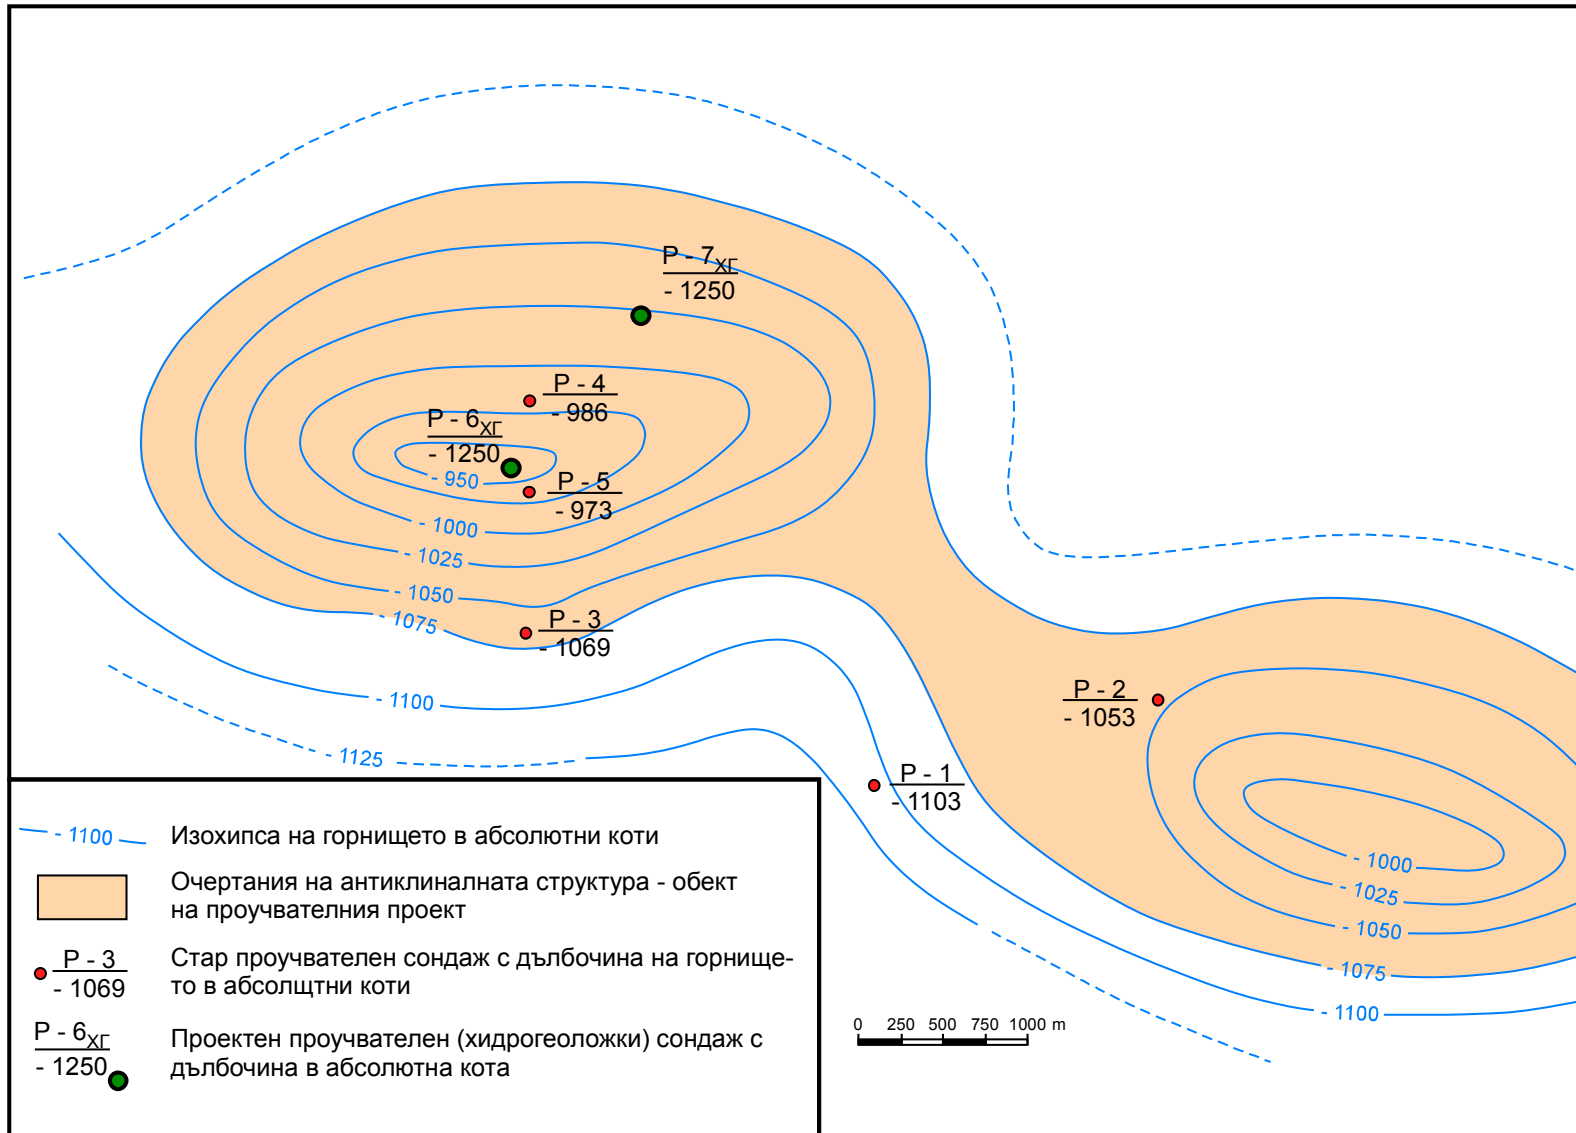 P - 7ХГ
- 1250
P - 4
- 986
P - 6ХГ
- 1250
- 950
P - 5
- 973
- 1000
- 1025
- 1050
- 1075
P - 3
- 1069
- 1100
- 1125
P - 2
- 1053
P - 1
- 1103
- 1000
- 1025
- 1050
- 1075
- 1100
0 250 500 750 1000 m
- 1100
Изохипса на горнището в абсолютни коти
Очертания на антиклиналната структура - обект
на проучвателния проект
P - 3
- 1069
Стар проучвателен сондаж с дълбочина на горнище-
то в абсолщтни коти
P - 6ХГ
- 1250
Проектен проучвателен (хидрогеоложки) сондаж с
дълбочина в абсолютна кота